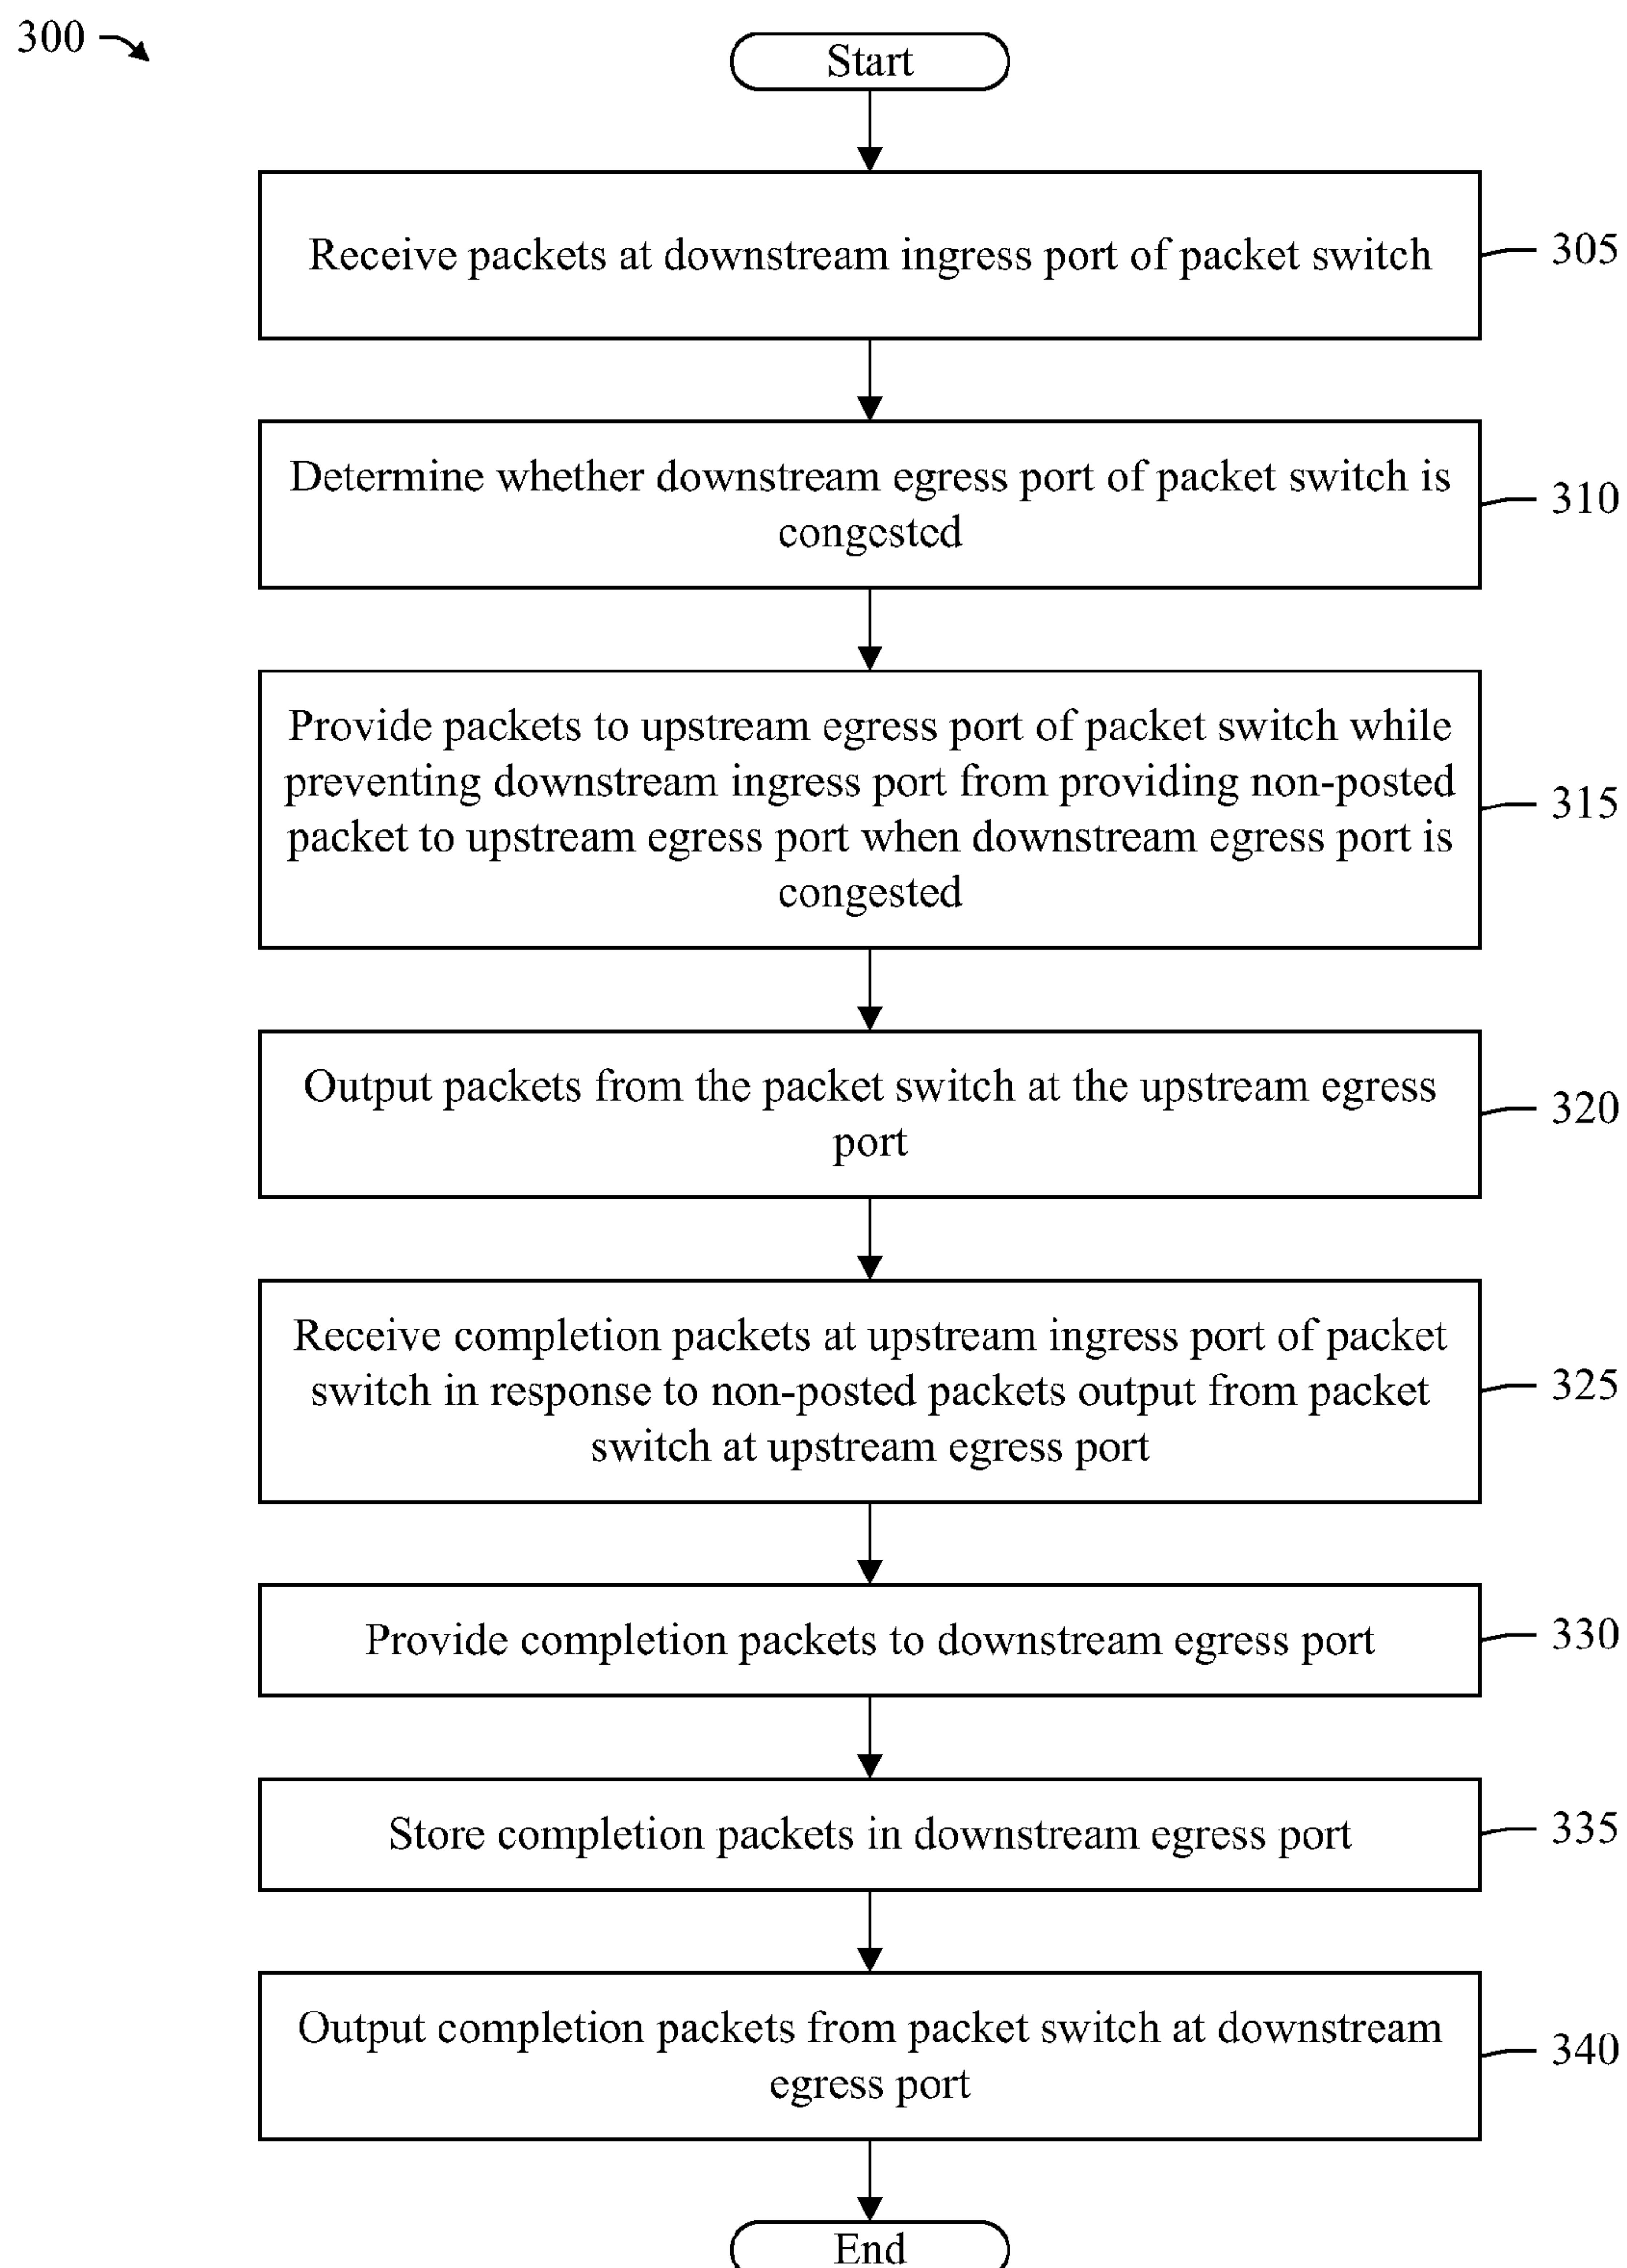 300
Start
Receive packets at downstream ingress port of packet switch
305
Determine whether downstream egress port of packet switch is
congested
310
Provide packets to upstream egress port of packet switch while
preventing downstream ingress port from providing non-posted
packet to upstream egress port when downstream egress port is
congested
315
Output packets from the packet switch at the upstream egress
port
320
Receive completion packets at upstream ingress port of packet
switch in response to non-posted packets output from packet
switch at upstream egress port
325
Provide completion packets to downstream egress port
330
Store completion packets in downstream egress port
335
Output completion packets from packet switch at downstream
egress port
340
End